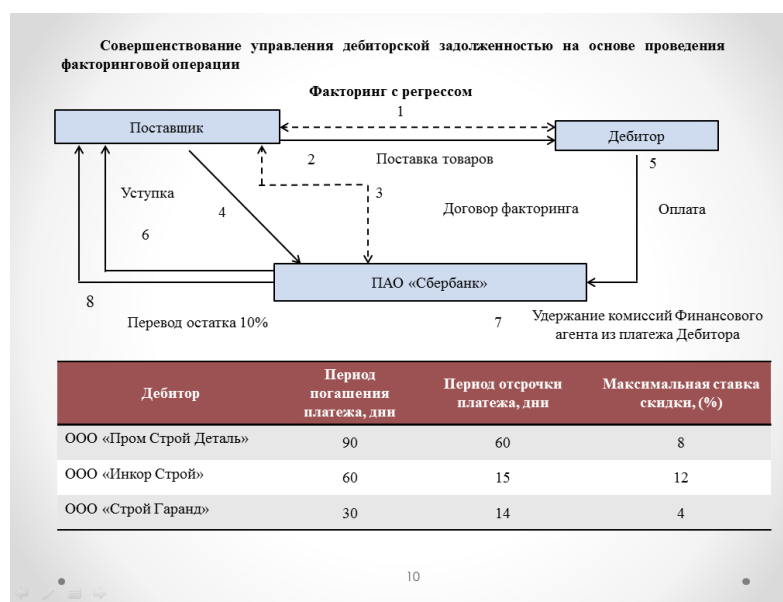 Совершенствование управления дебиторской задолженностью на основе проведения
факторинговой операции
Факторинг с регрессом
1
Поставщик
Дебитор
2
Поставка товаров
5
Уступка
3
4
Договор факторинга
Оплата
6
ПАО «Сбербанк»
8
Перевод остатка 10%
7
Удержание комиссий Финансового
агента из платежа Дебитора
Дебитор
Период
погашения
платежа, дни
Период отсрочки
платежа, дни
Максимальная ставка
скидки, (%)
ООО «Пром Строй Деталь» 90 60 8
ООО «Инкор Строй» 60 15 12
ООО «Строй Гаранд» 30 14 4
10